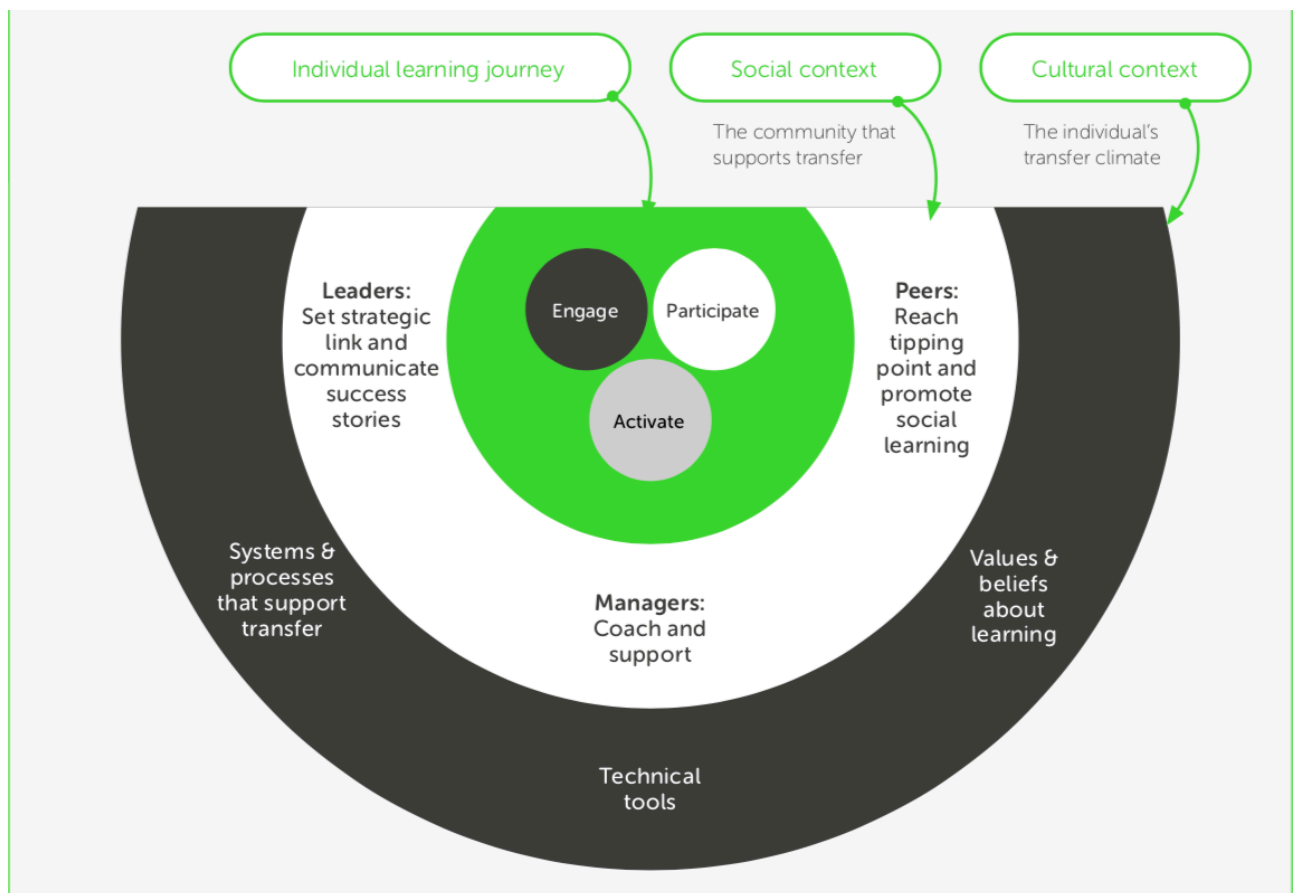 Individual learning journey
Social context
Cultural context
The community that
supports transfer
The individual's
transfer climate
Leaders:
Set strategic
link and
communicate
success
stories
Engage
Participate
Activate
Peers:
Reach
tipping
point and
promote
social
learning
Systems &
processes
that support
transfer
Managers:
Coach and
support
Values &
beliefs
about
learning
Technical
tools